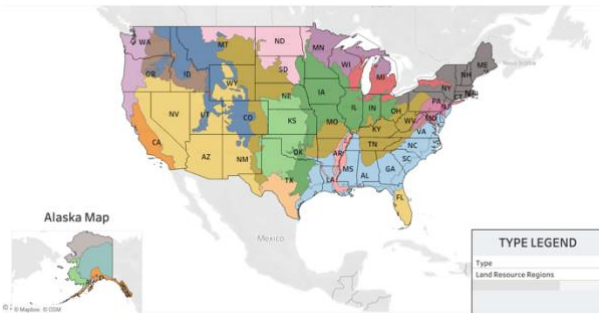 WA
MT
ND
MN
OR
ID
SD
WI
MI
ME
NH
NY
WY
NE
IA
PA
NV
UT
CO
IL
IN
OH
WV
MD
CA
KS
MO
KY
VA
AZ
NM
OK
TN
NC
AR
SC
TX
LA
MS
AL
GA
FL
Mexico
Alaska Map
TYPE LEGEND
Type
Land Resource Regions
© Mapbox © OSM